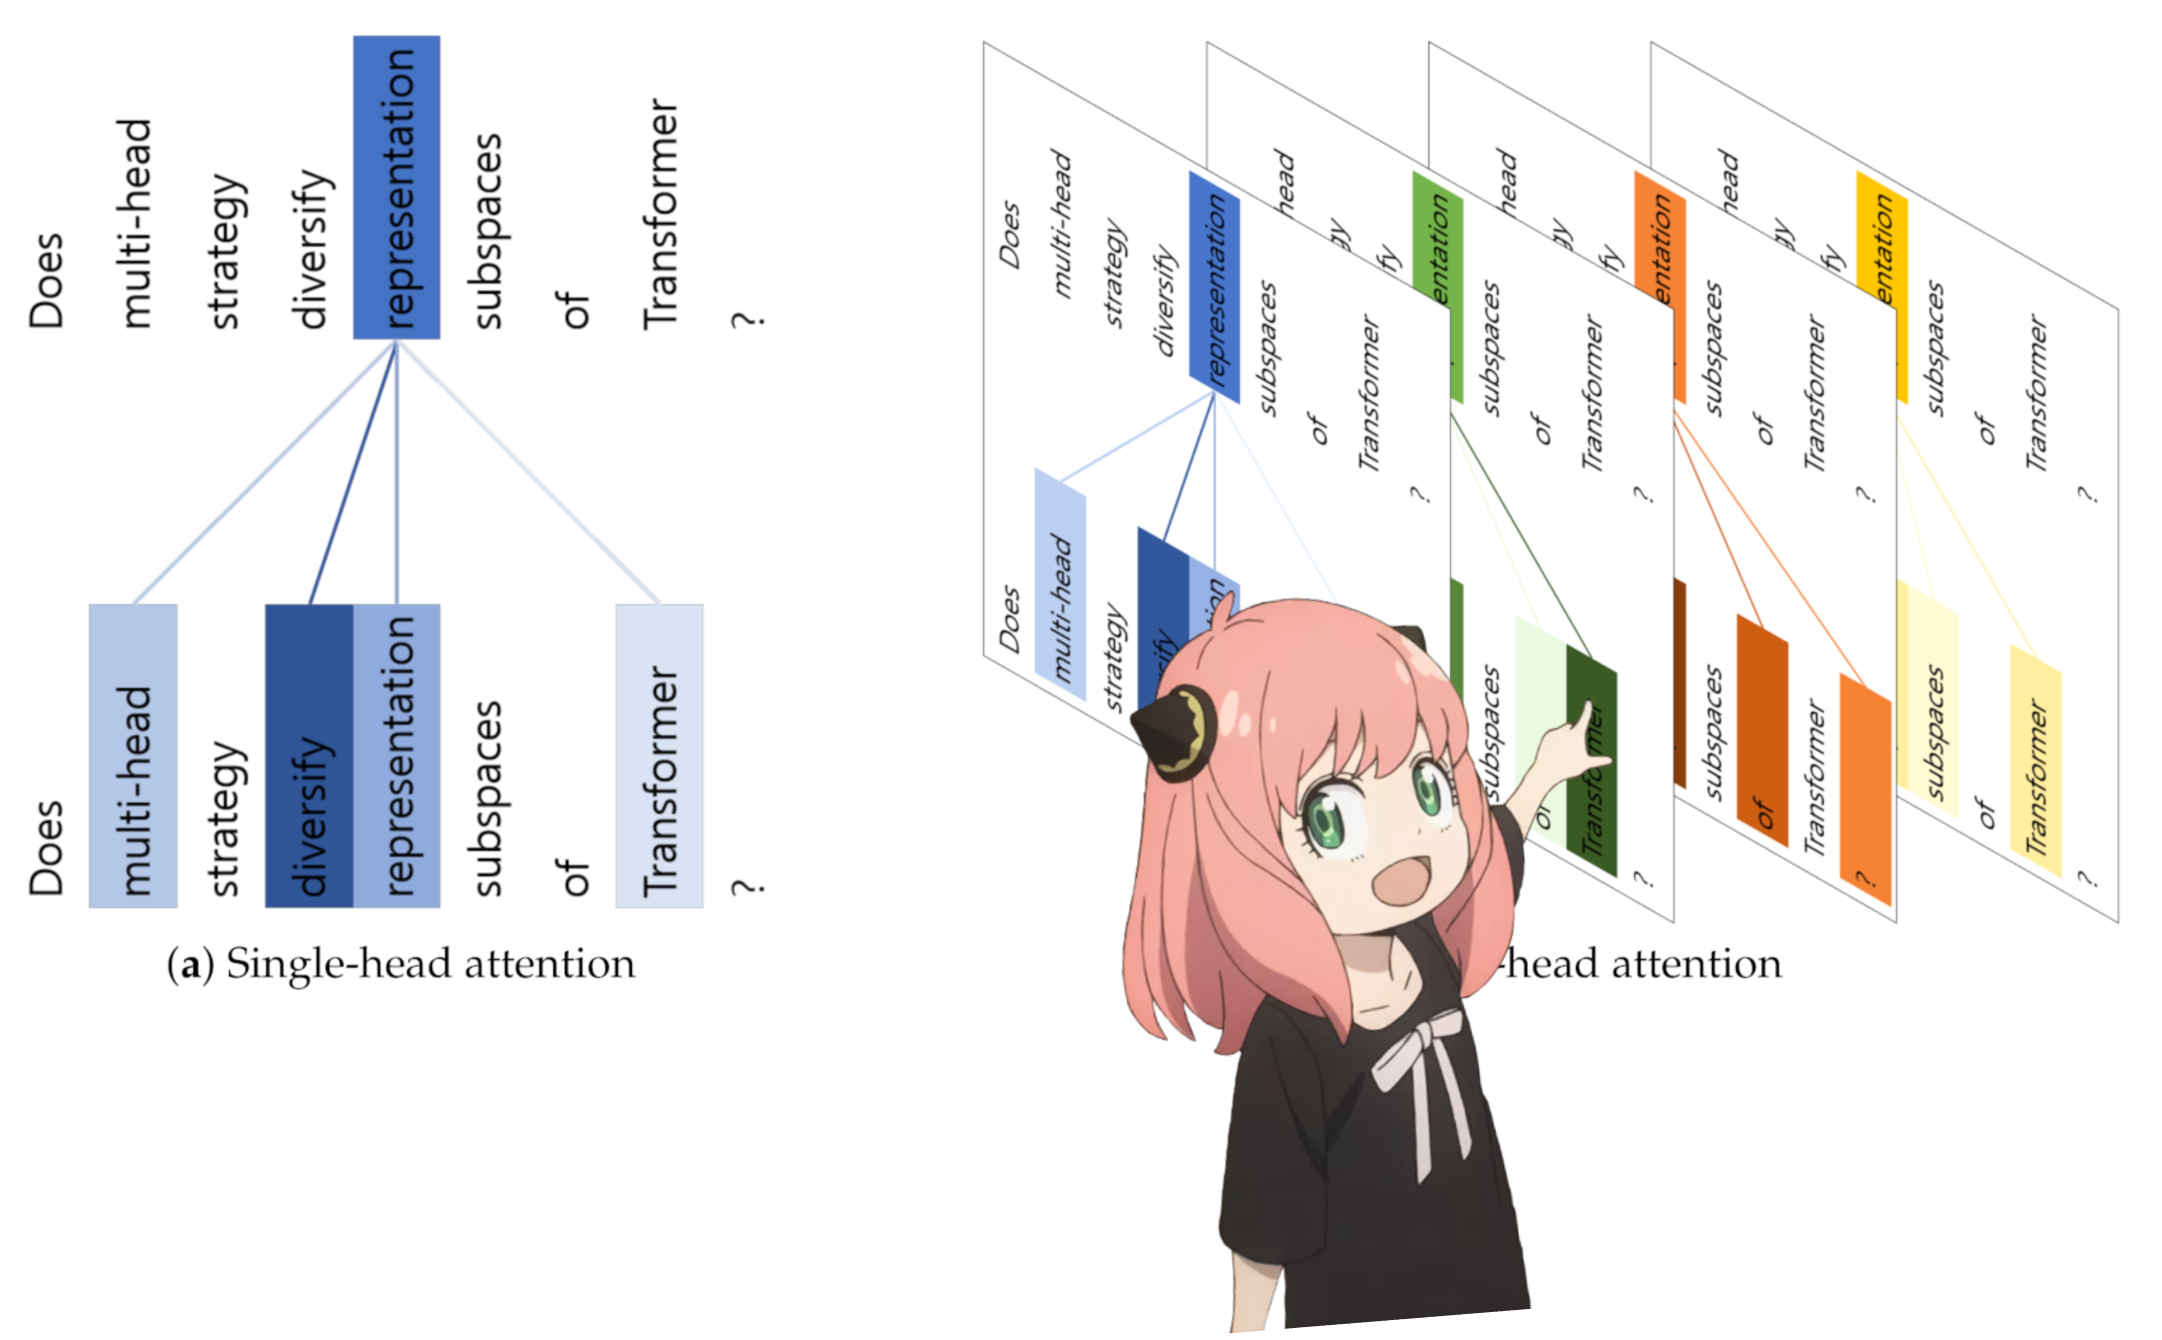 Does multi-head strategy diversify representation subspaces of Transformer ?
Does multi-head strategy diversify representation subspaces of Transformer ?
(a) Single-head attention
Does multi-head strategy diversify representation subspaces of Transformer ?
Does multi-head strategy
head subspaces of Transformer ?
subspaces of Transformer ?
head subspaces of Transformer ?
subspaces of Transformer ?
head subspaces of Transformer ?
subspaces of Transformer ?
-head attention